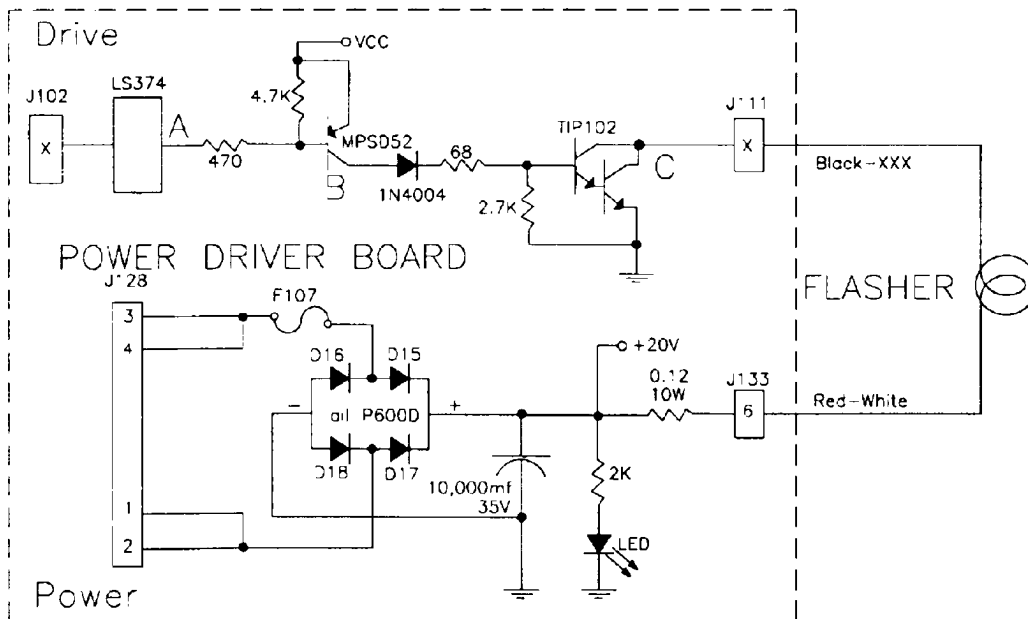 Drive
VCC
LS374
J102
4.7K
A
X
470
MPSD52
B
1N4004
68
TIP102
2.7K
C
J111
X
Black-XXX
POWER DRIVER BOARD
FLASHER
J128
3
4
F107
D16
D15
-
all P600D
+
D18
D17
+20V
0.12
10W
J133
6
Red-White
10,000mf
35V
2K
LED
1
2
Power